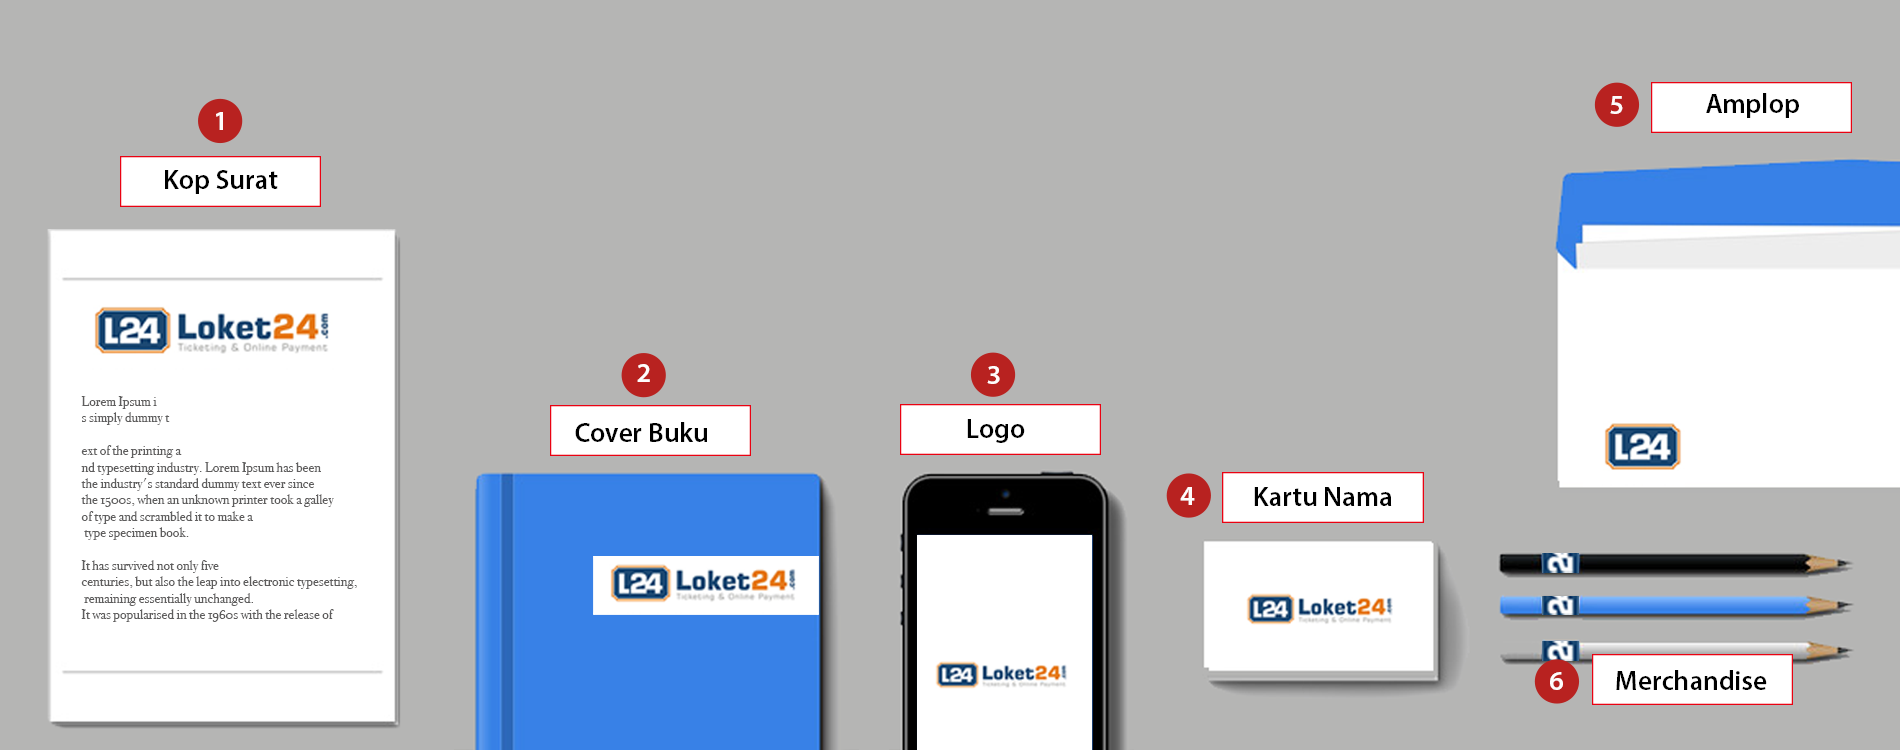 1
Kop Surat
L24 Loket24.com
Ticketing & Online Payment
Lorem Ipsum i
s simply dummy t
ext of the printing a
nd typesetting industry. Lorem Ipsum has been
the industry's standard dummy text ever since
the 1500s, when an unknown printer took a galley
of type and scrambled it to make a
type specimen book.
It has survived not only five
centuries, but also the leap into electronic typesetting,
remaining essentially unchanged.
It was popularised in the 1960s with the release of
2
Cover Buku
L24 Loket24.com
Ticketing & Online Payment
3
Logo
L24 Loket24.com
Ticketing & Online Payment
4
Kartu Nama
L24 Loket24.com
Ticketing & Online Payment
5
Amplop
L24
6
Merchandise